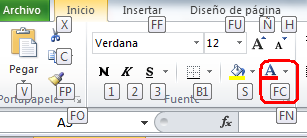 Archivo Inicio Insertar Diseño de página
X FF FU Ñ H
Verdana 12 A A
C
Pegar
N K S A
V FP 1 2 3 B1 S FC
Portapapeles Fuente
FO FN